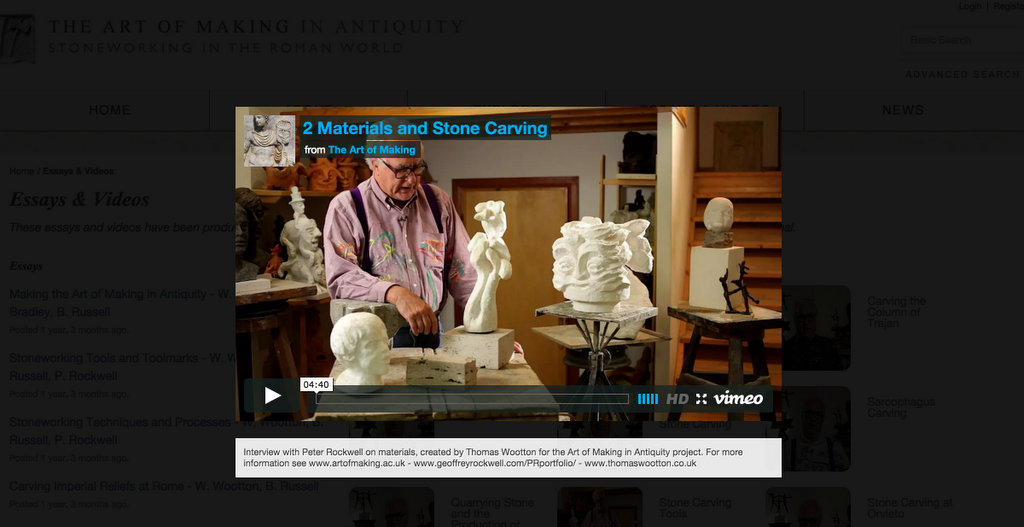 Login | Registe
THE ART OF MAKING IN ANTIQUITY
STONEWORKING IN THE ROMAN WORLD
Basic Search
ADVANCED SEARCH
HOME
NEWS
2 Materials and Stone Carving
from The Art of Making
Home / Essays & Videos
Essays & Videos
These essays and videos have been produ
al.
Essays
Making the Art of Making in Antiquity - W.
Bradley, B. Russell
Posted 1 year, 3 months ago.
Stoneworking Tools and Toolmarks - W. W
Russell, P. Rockwell
Posted 1 year, 3 months ago.
Stoneworking Techniques and Processes - W. Wootton, B.
Russell, P. Rockwell
Posted 1 year, 3 months ago.
Carving Imperial Reliefs at Rome - W. Wootton, B. Russell
Posted 1 year, 3 months ago.
Carving the
Column of
Trajan
Sarcophagus
Carving
04:40
HD
vimeo
Stone Carving
Interview with Peter Rockwell on materials, created by Thomas Wootton for the Art of Making in Antiquity project. For more
information see www.artofmaking.ac.uk - www.geoffreyrockwell.com/PRportfolio/ - www.thomaswootton.co.uk
Quarrying Stone
and the
Production of
Stone Carving
Tools
Stone Carving at
Orvieto